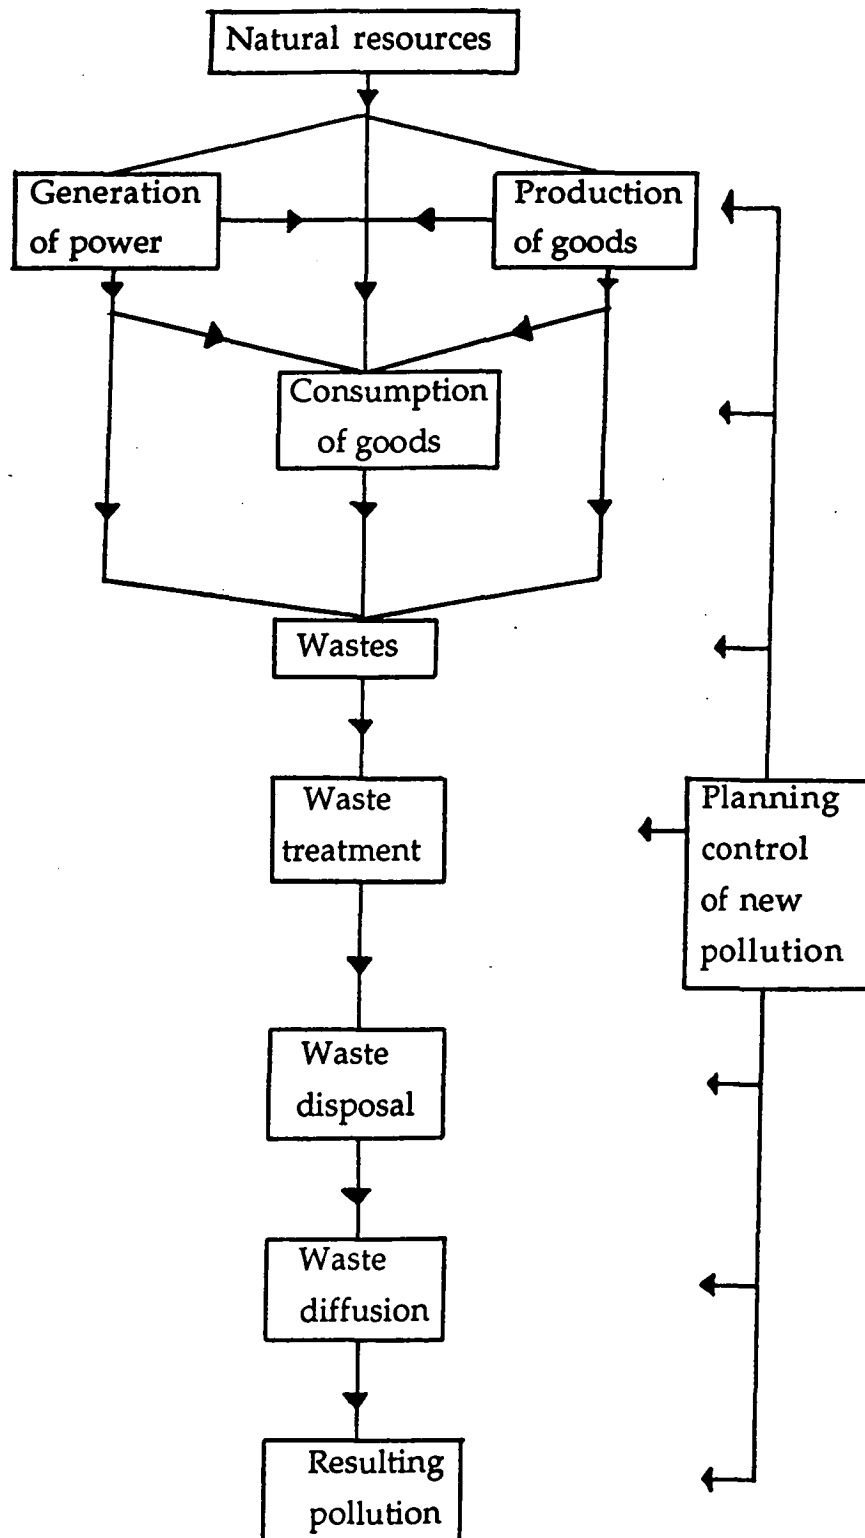 Natural resources
Generation
of power
Production
of goods
Consumption
of goods
Wastes
Waste
treatment
Planning
control
of new
pollution
Waste
disposal
Waste
diffusion
Resulting
pollution